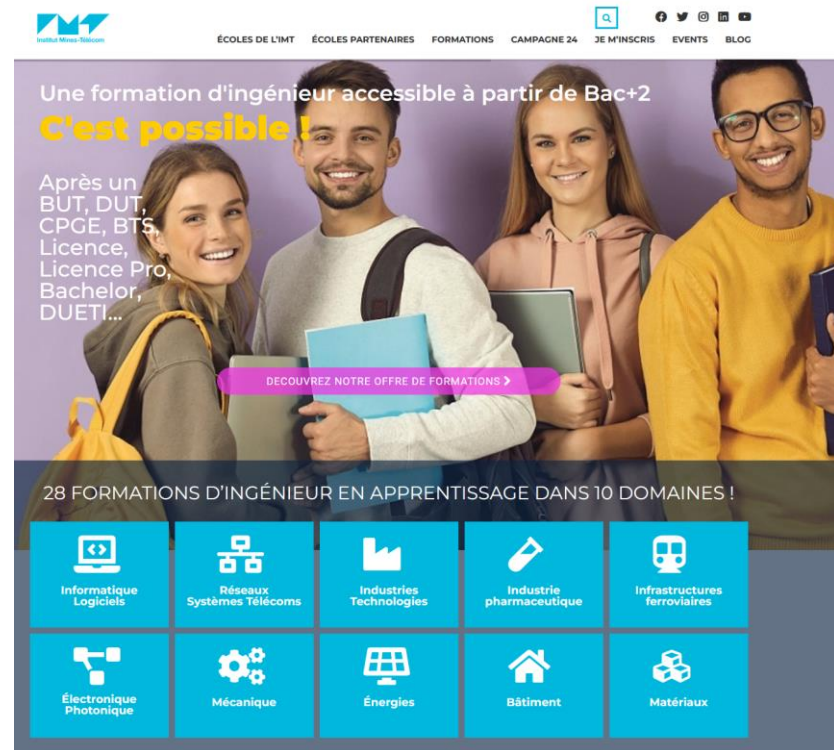 Institut Mines-Télécom
ÉCOLES DE L'IMT ÉCOLES PARTENAIRES FORMATIONS CAMPAGNE 24 JE M'INSCRIS EVENTS BLOG
Une formation d'ingénieur accessible à partir de Bac+2
C'est possible !
Après un
BUT, DUT,
CPGE, BTS,
Licence,
Licence Pro,
Bachelor,
DUETI...
DECOUVREZ NOTRE OFFRE DE FORMATIONS
28 FORMATIONS D'INGÉNIEUR EN APPRENTISSAGE DANS 10 DOMAINES !
Informatique
Logiciels
Réseaux
Systèmes Télécoms
Industries
Technologies
Industrie
pharmaceutique
Infrastructures
ferroviaires
Électronique
Photonique
Mécanique
Énergies
Bâtiment
Matériaux